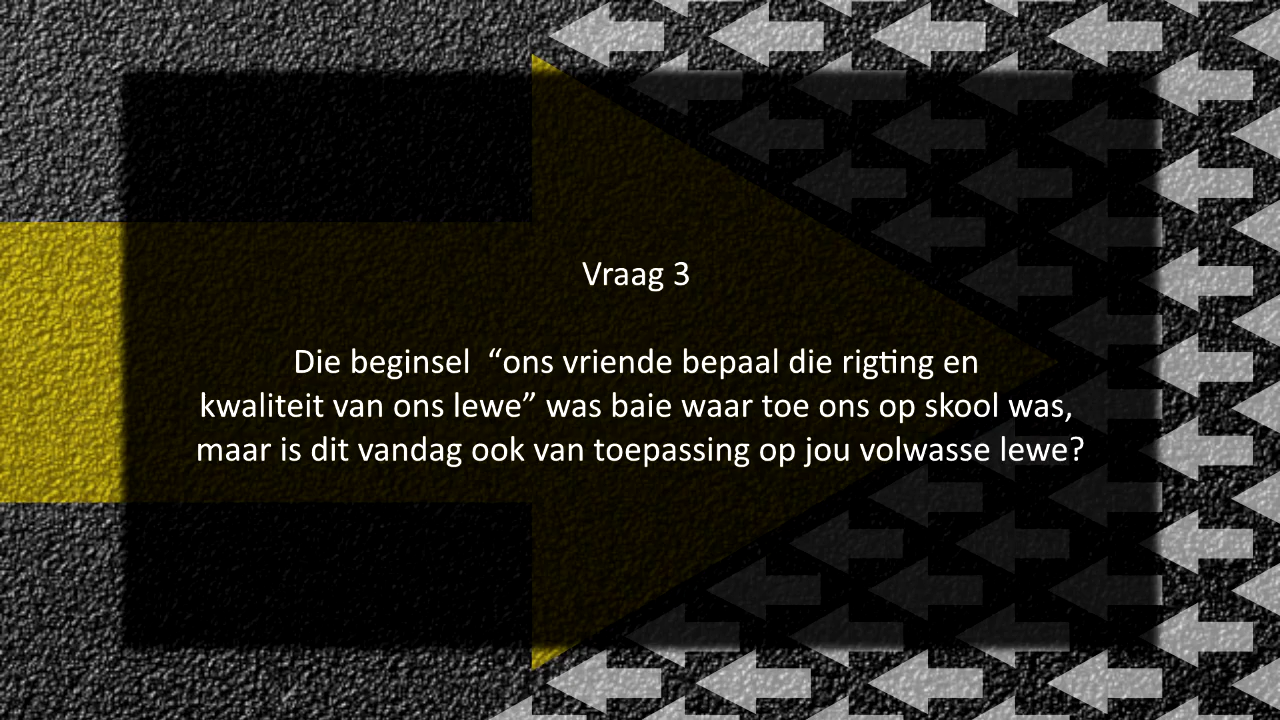 Vraag 3
Die beginsel “ons vriende bepaal die rigting en
kwaliteit van ons lewe” was baie waar toe ons op skool was,
maar is dit vandag ook van toepassing op jou volwasse lewe?